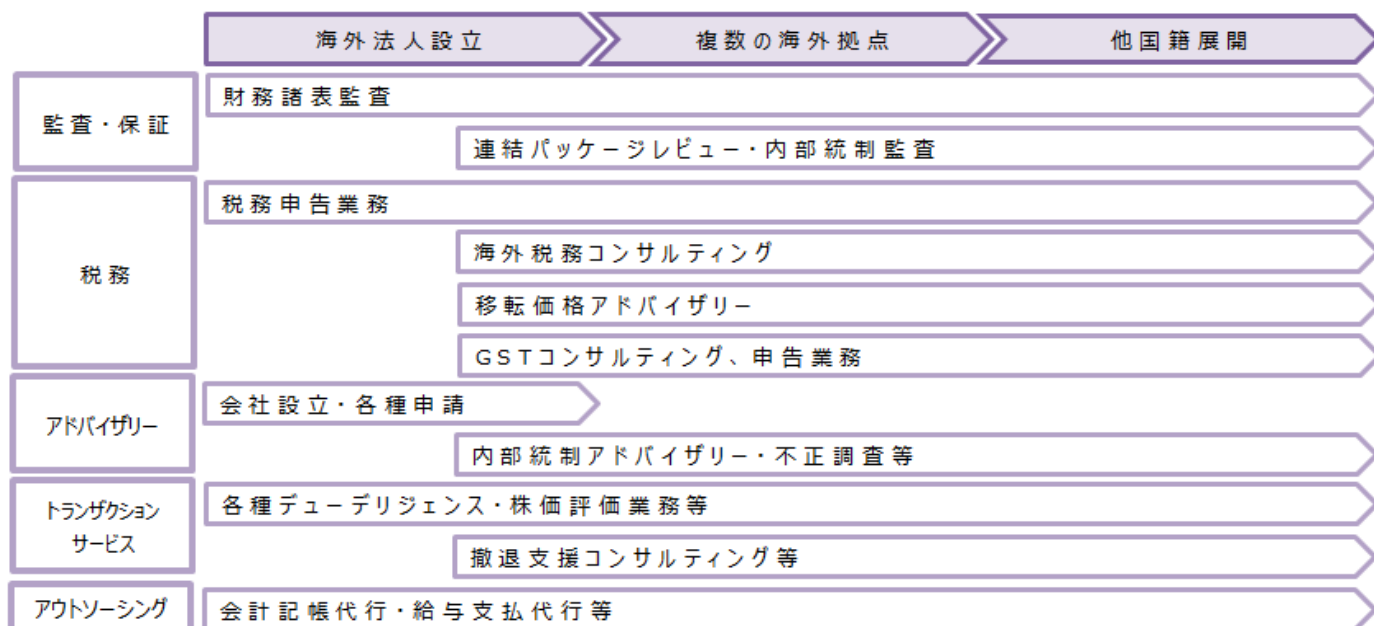 海外法人設立
複数の海外拠点
他国籍展開
監査・保証
財務諸表監査
連結パッケージレビュー・内部統制監査
税務
税務申告業務
海外税務コンサルティング
移転価格アドバイザリー
GSTコンサルティング、申告業務
アドバイザリー
会社設立・各種申請
内部統制アドバイザリー・不正調査等
トランザクション
サービス
各種デューデリジェンス・株価評価業務等
撤退支援コンサルティング等
アウトソーシング
会計記帳代行・給与支払代行等